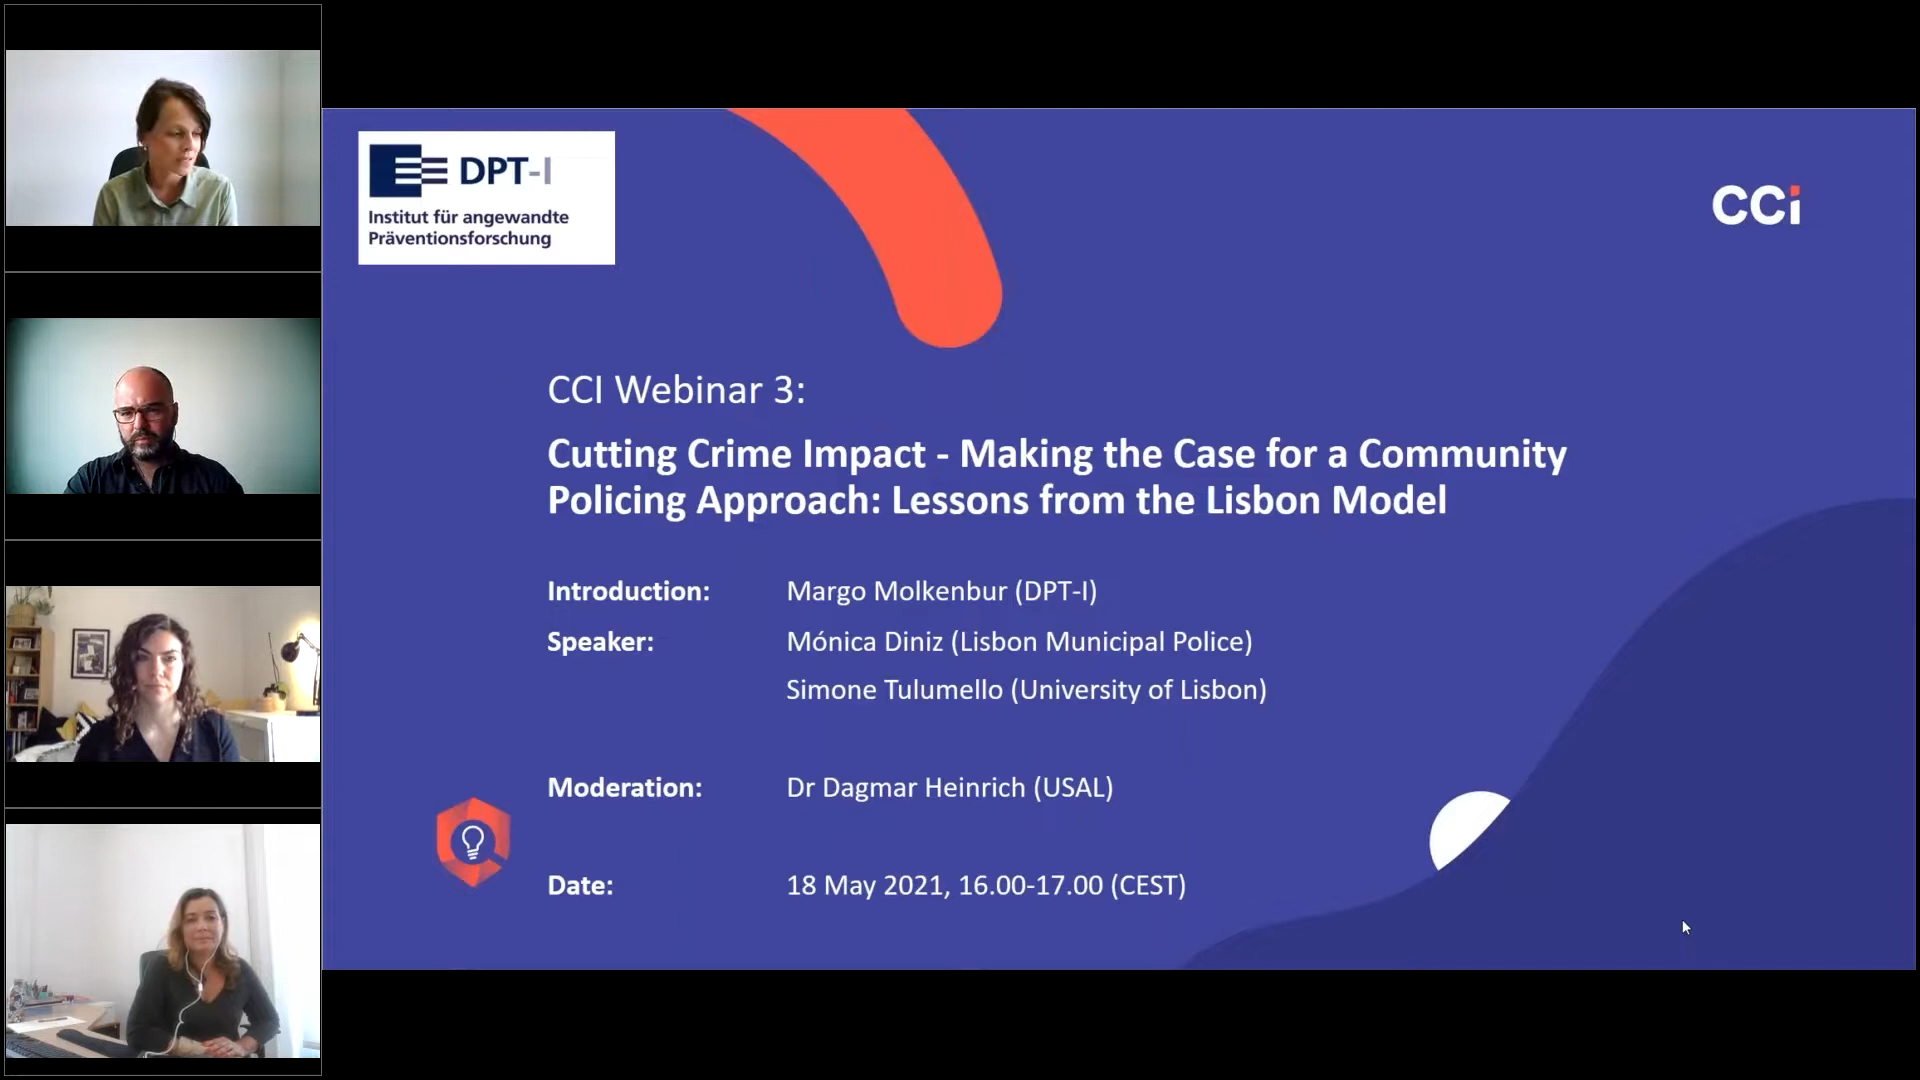 DPT-I
Institut für angewandte
Präventionsforschung
CCi
CCI Webinar 3:
Cutting Crime Impact - Making the Case for a Community
Policing Approach: Lessons from the Lisbon Model
Introduction: Margo Molkenbur (DPT-I)
Speaker: Mónica Diniz (Lisbon Municipal Police)
Simone Tulumello (University of Lisbon)
Moderation: Dr Dagmar Heinrich (USAL)
Date: 18 May 2021, 16.00-17.00 (CEST)